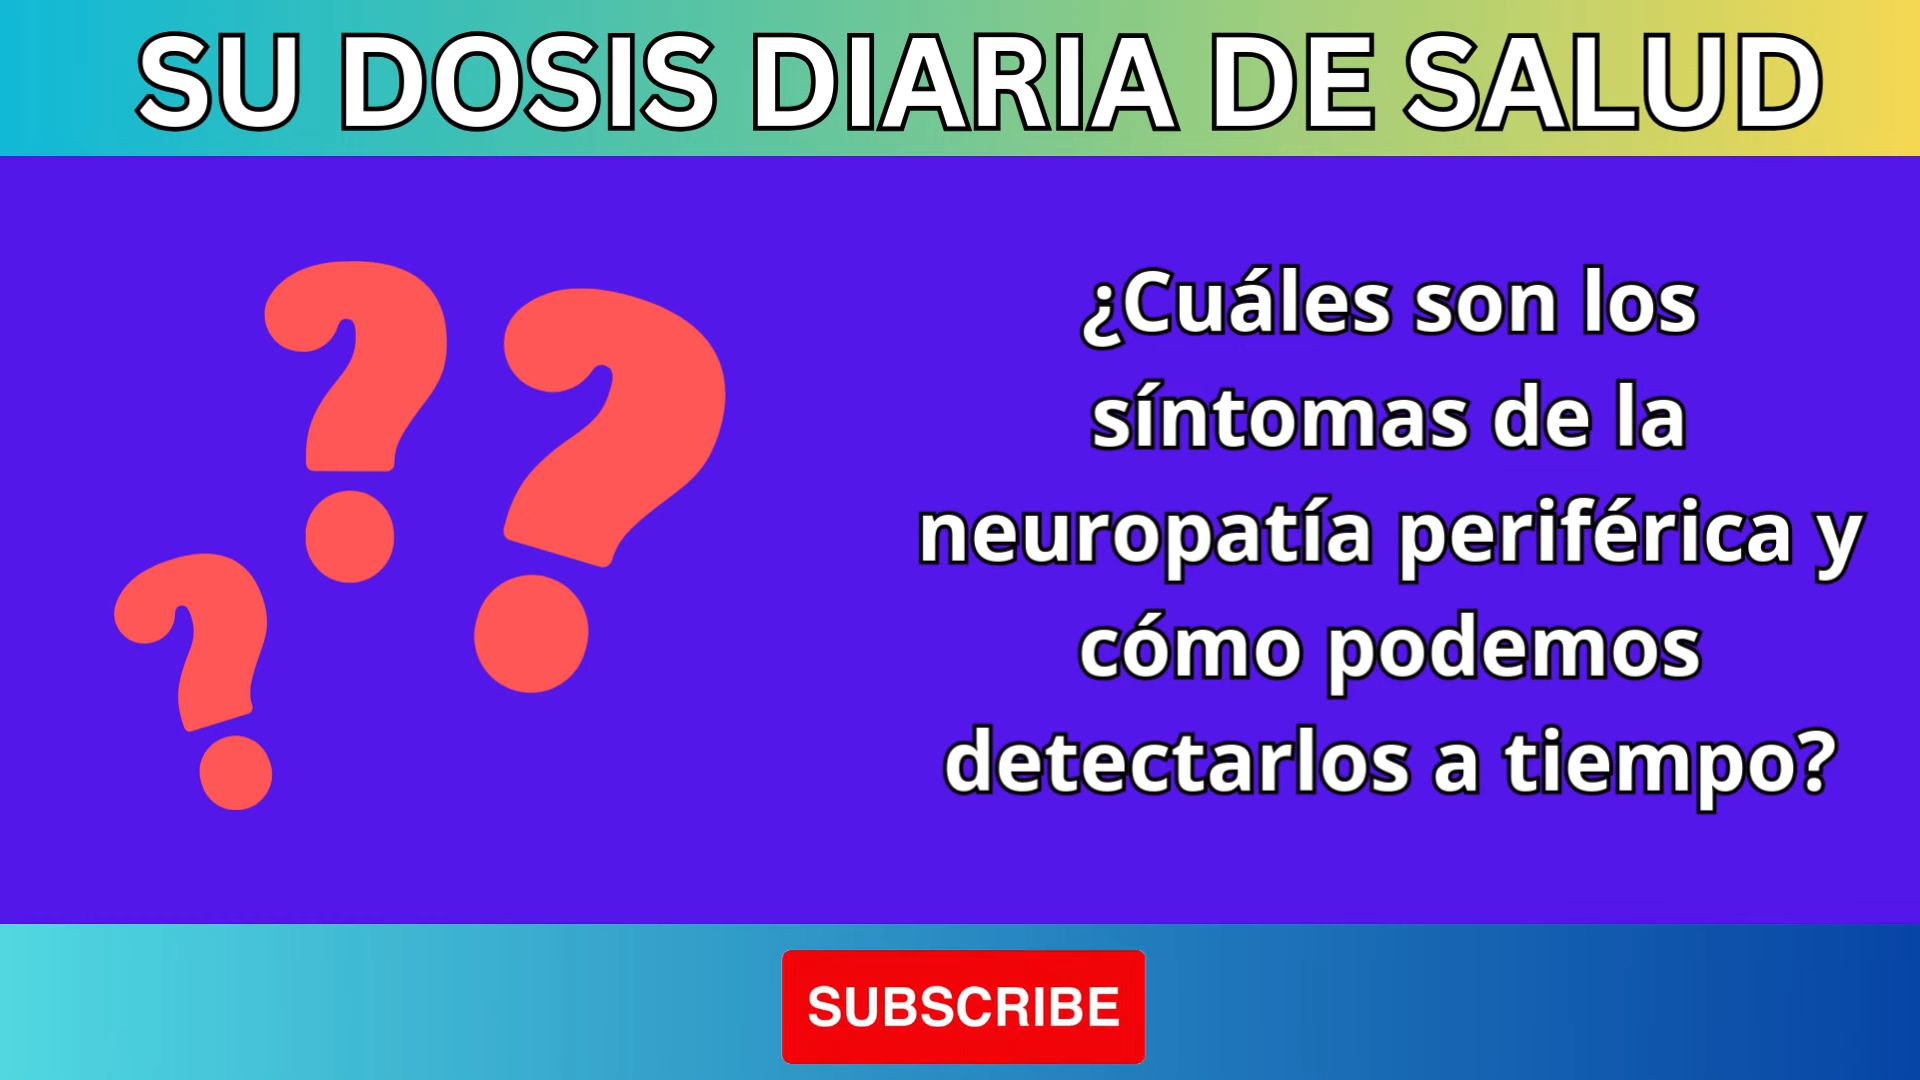 SU DOSIS DIARIA DE SALUD
¿Cuáles son los
síntomas de la
neuropatía periférica y
cómo podemos
detectarlos a tiempo?
SUBSCRIBE